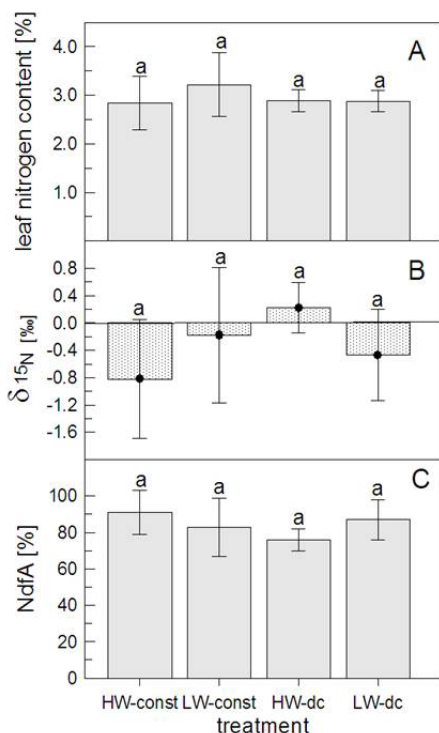 leaf nitrogen content [%]
4.0
3.0
2.0
1.0
a a a a
A
δ 15N [‰]
0.8
0.4
0.0
-0.4
-0.8
-1.2
-1.6
a a a a
B
NdfA [%]
100
80
60
40
20
0
a a a a
C
HW-const LW-const HW-dc LW-dc
treatment